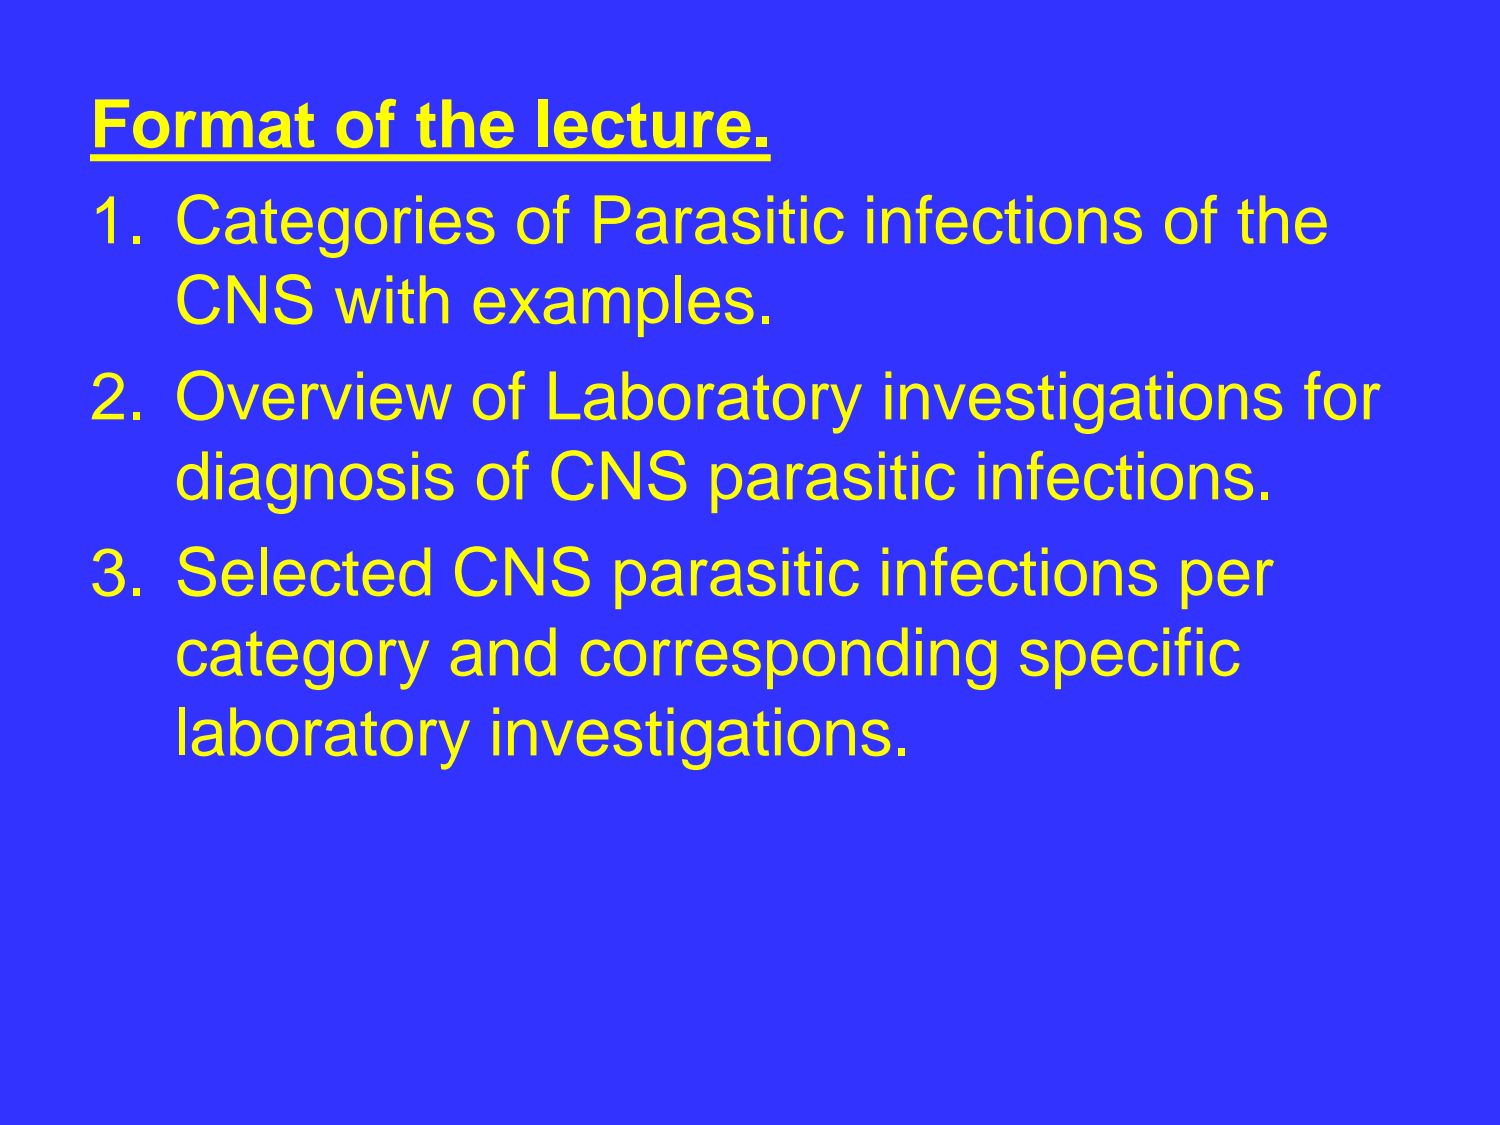 Format of the lecture.
1. Categories of Parasitic infections of the
CNS with examples.
2. Overview of Laboratory investigations for
diagnosis of CNS parasitic infections.
3. Selected CNS parasitic infections per
category and corresponding specific
laboratory investigations.